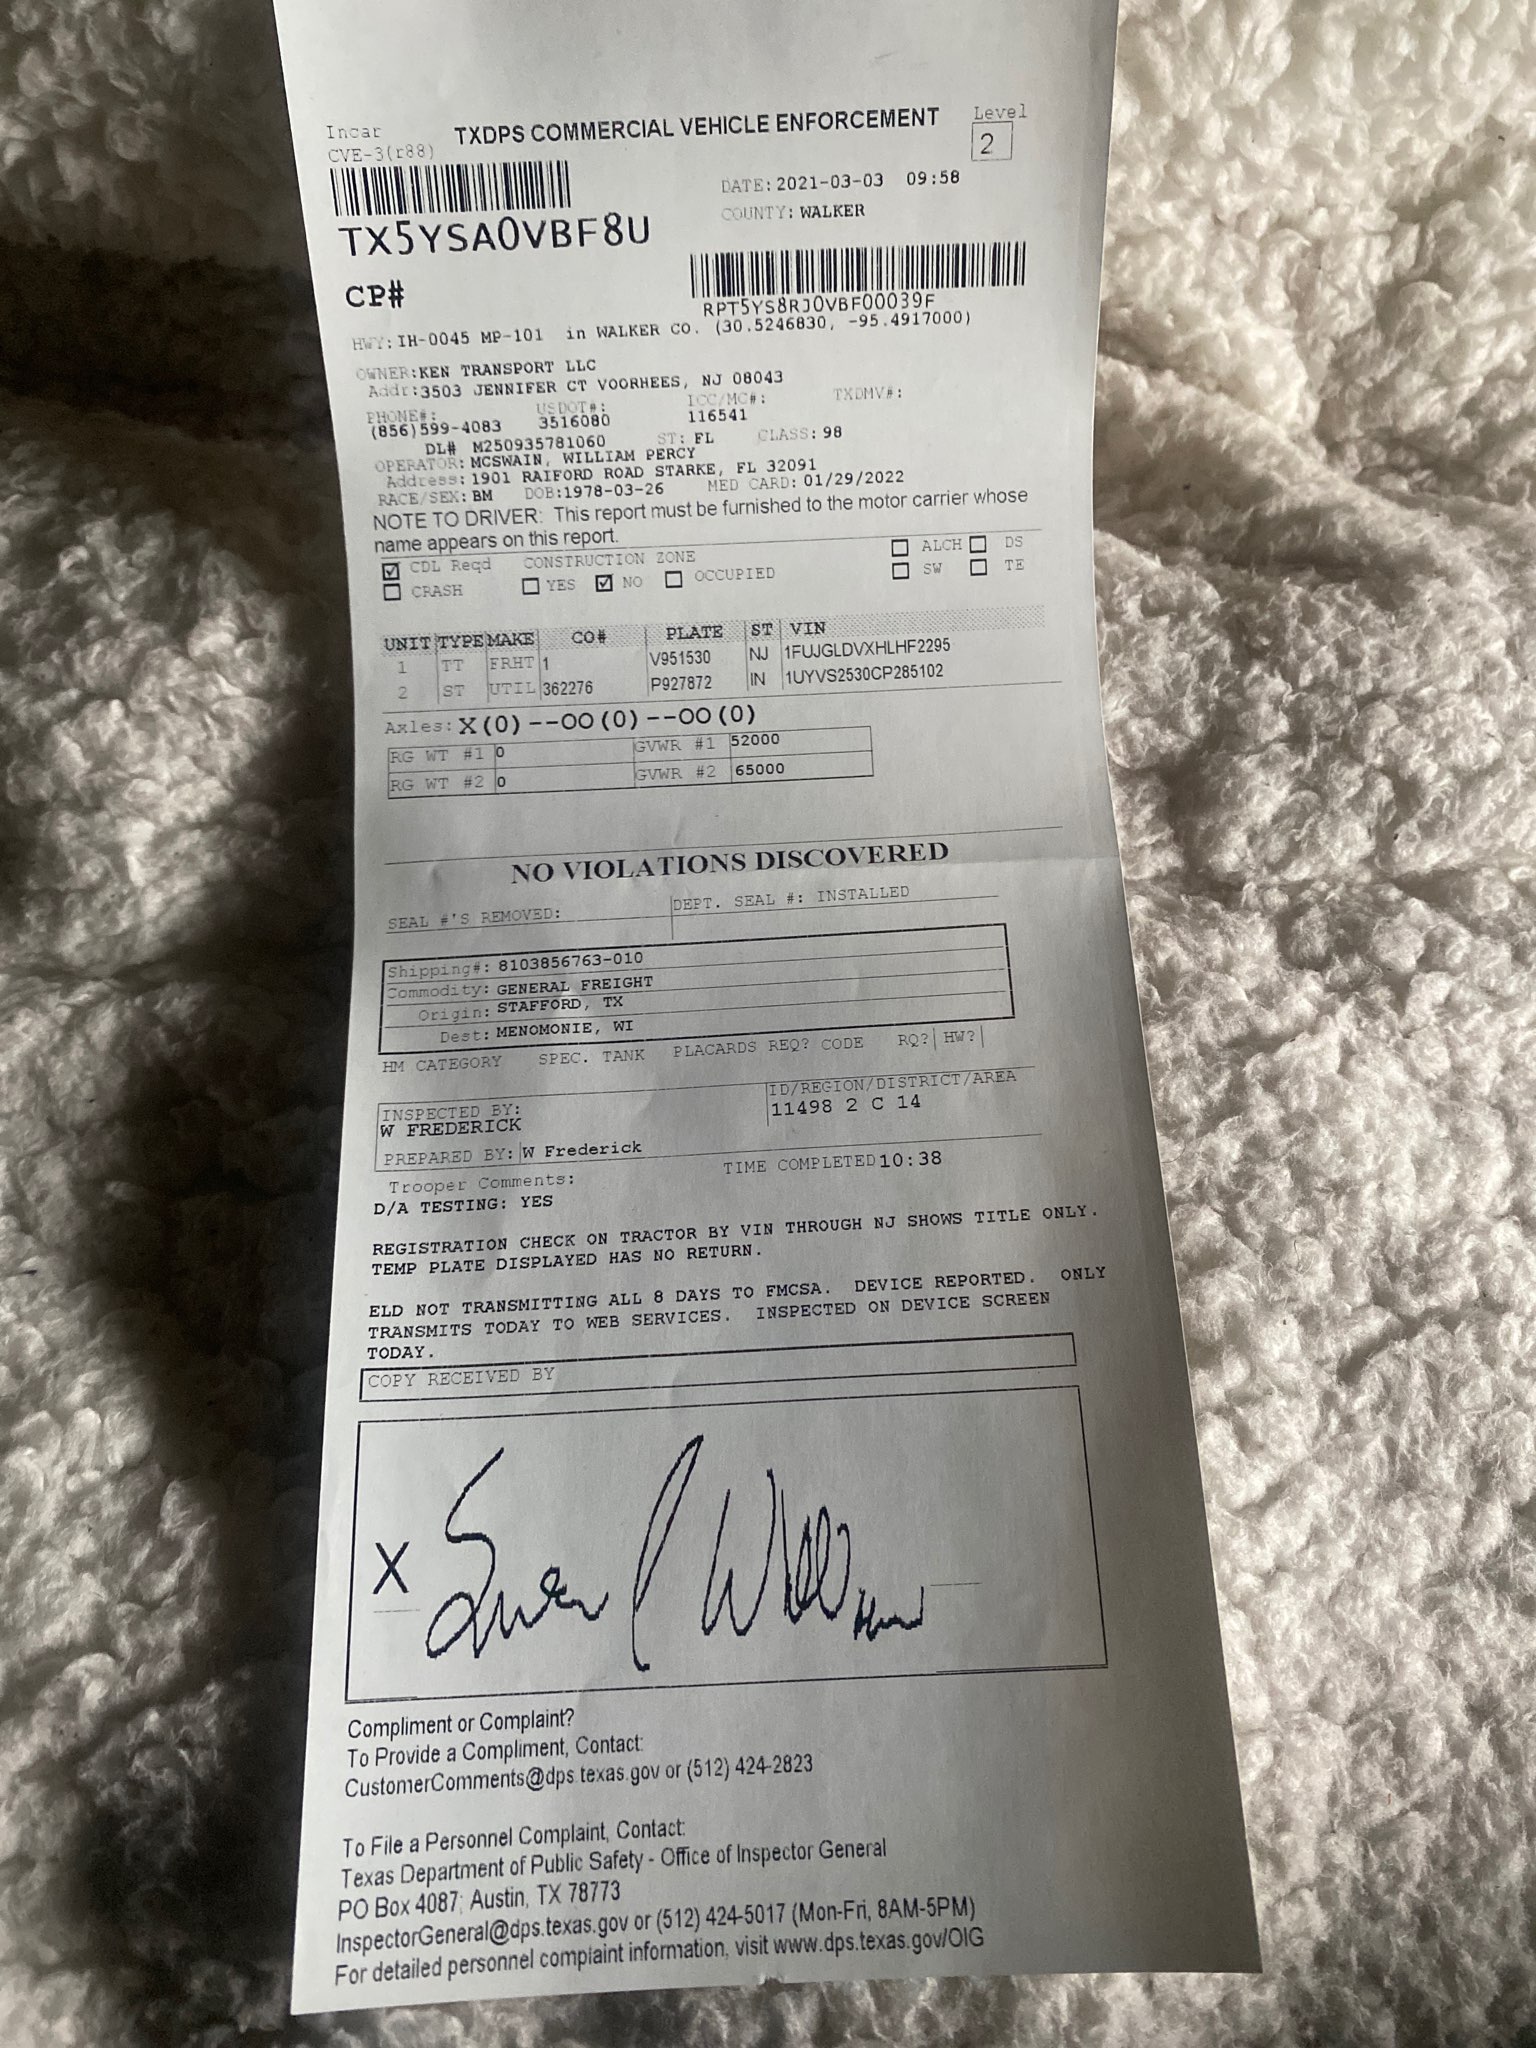 Incar
TXDPS COMMERCIAL VEHICLE ENFORCEMENT
Level
CVE-3(r88)
2
DATE: 2021-03-03 09:58
COUNTY: WALKER
TX5YSA0VBF8U
CP#
RPT5YS8RJ0VBF00039F
HWY: IH-0045 MP-101 in WALKER CO. (30.5246830, -95.4917000)
OWNER: KEN TRANSPORT LLC
Addr: 3503 JENNIFER CT VOORHEES, NJ 08043
PHONE#: USDOT#: ICC/MC#: TXDMV#:
(856)599-4083 3516080 116541
DL# M250935781060 ST: FL CLASS: 98
OPERATOR: MCSWAIN, WILLIAM PERCY
Address: 1901 RAIFORD ROAD STARKE, FL 32091
RACE/SEX: BM DOB: 1978-03-26 MED CARD: 01/29/2022
NOTE TO DRIVER: This report must be furnished to the motor carrier whose
name appears on this report.
CDL Reqd CONSTRUCTION ZONE ALCH DS
CRASH YES NO OCCUPIED SW TE
UNIT TYPE MAKE CO# PLATE ST VIN
1 TT FRHT 1 V951530 NJ 1FUJGLDVXHLHF2295
2 ST UTIL 362276 P927872 IN 1UYVS2530CP285102
Axles: X(0)--OO(0)--OO(0)
RG WT #1 0 GVWR #1 52000
RG WT #2 0 GVWR #2 65000
NO VIOLATIONS DISCOVERED
SEAL #'S REMOVED: DEPT. SEAL #: INSTALLED
Shipping#: 8103856763-010
Commodity: GENERAL FREIGHT
Origin: STAFFORD, TX
Dest: MENOMONIE, WI
HM CATEGORY SPEC. TANK PLACARDS REQ? CODE RQ? HW?
INSPECTED BY: ID/REGION/DISTRICT/AREA
W FREDERICK 11498 2 C 14
PREPARED BY: W Frederick
TIME COMPLETED 10:38
Trooper Comments:
D/A TESTING: YES
REGISTRATION CHECK ON TRACTOR BY VIN THROUGH NJ SHOWS TITLE ONLY.
TEMP PLATE DISPLAYED HAS NO RETURN.
ELD NOT TRANSMITTING ALL 8 DAYS TO FMCSA. DEVICE REPORTED. ONLY
TRANSMITS TODAY TO WEB SERVICES. INSPECTED ON DEVICE SCREEN
TODAY.
COPY RECEIVED BY
X
Compliment or Complaint?
To Provide a Compliment, Contact:
CustomerComments@dps.texas.gov or (512) 424-2823
To File a Personnel Complaint, Contact:
Texas Department of Public Safety - Office of Inspector General
PO Box 4087; Austin, TX 78773
InspectorGeneral@dps.texas.gov or (512) 424-5017 (Mon-Fri, 8AM-5PM)
For detailed personnel complaint information, visit www.dps.texas.gov/OIG